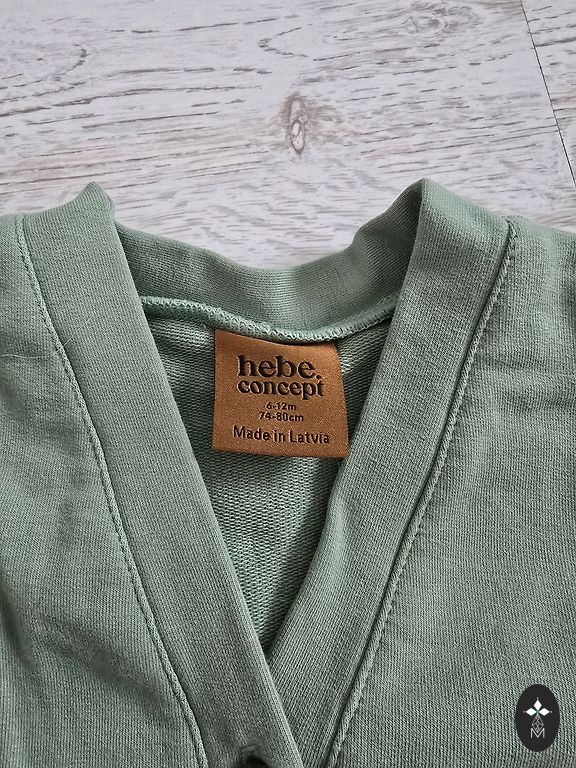 hebe.
concept
6-12m
74-80cm
Made in Latvia
M